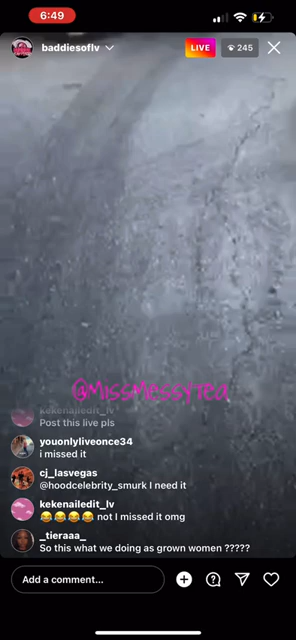 6:49
baddiesoflv
LIVE
245
@MissMessyTea
kekenailedit_lv
Post this live pls
youonlyliveonce34
i missed it
cj_lasvegas
@hoodcelebrity_smurk I need it
kekenailedit_lv
😂😂😂😂 not I missed it omg
_tieraaa_
So this what we doing as grown women ?????
Add a comment...